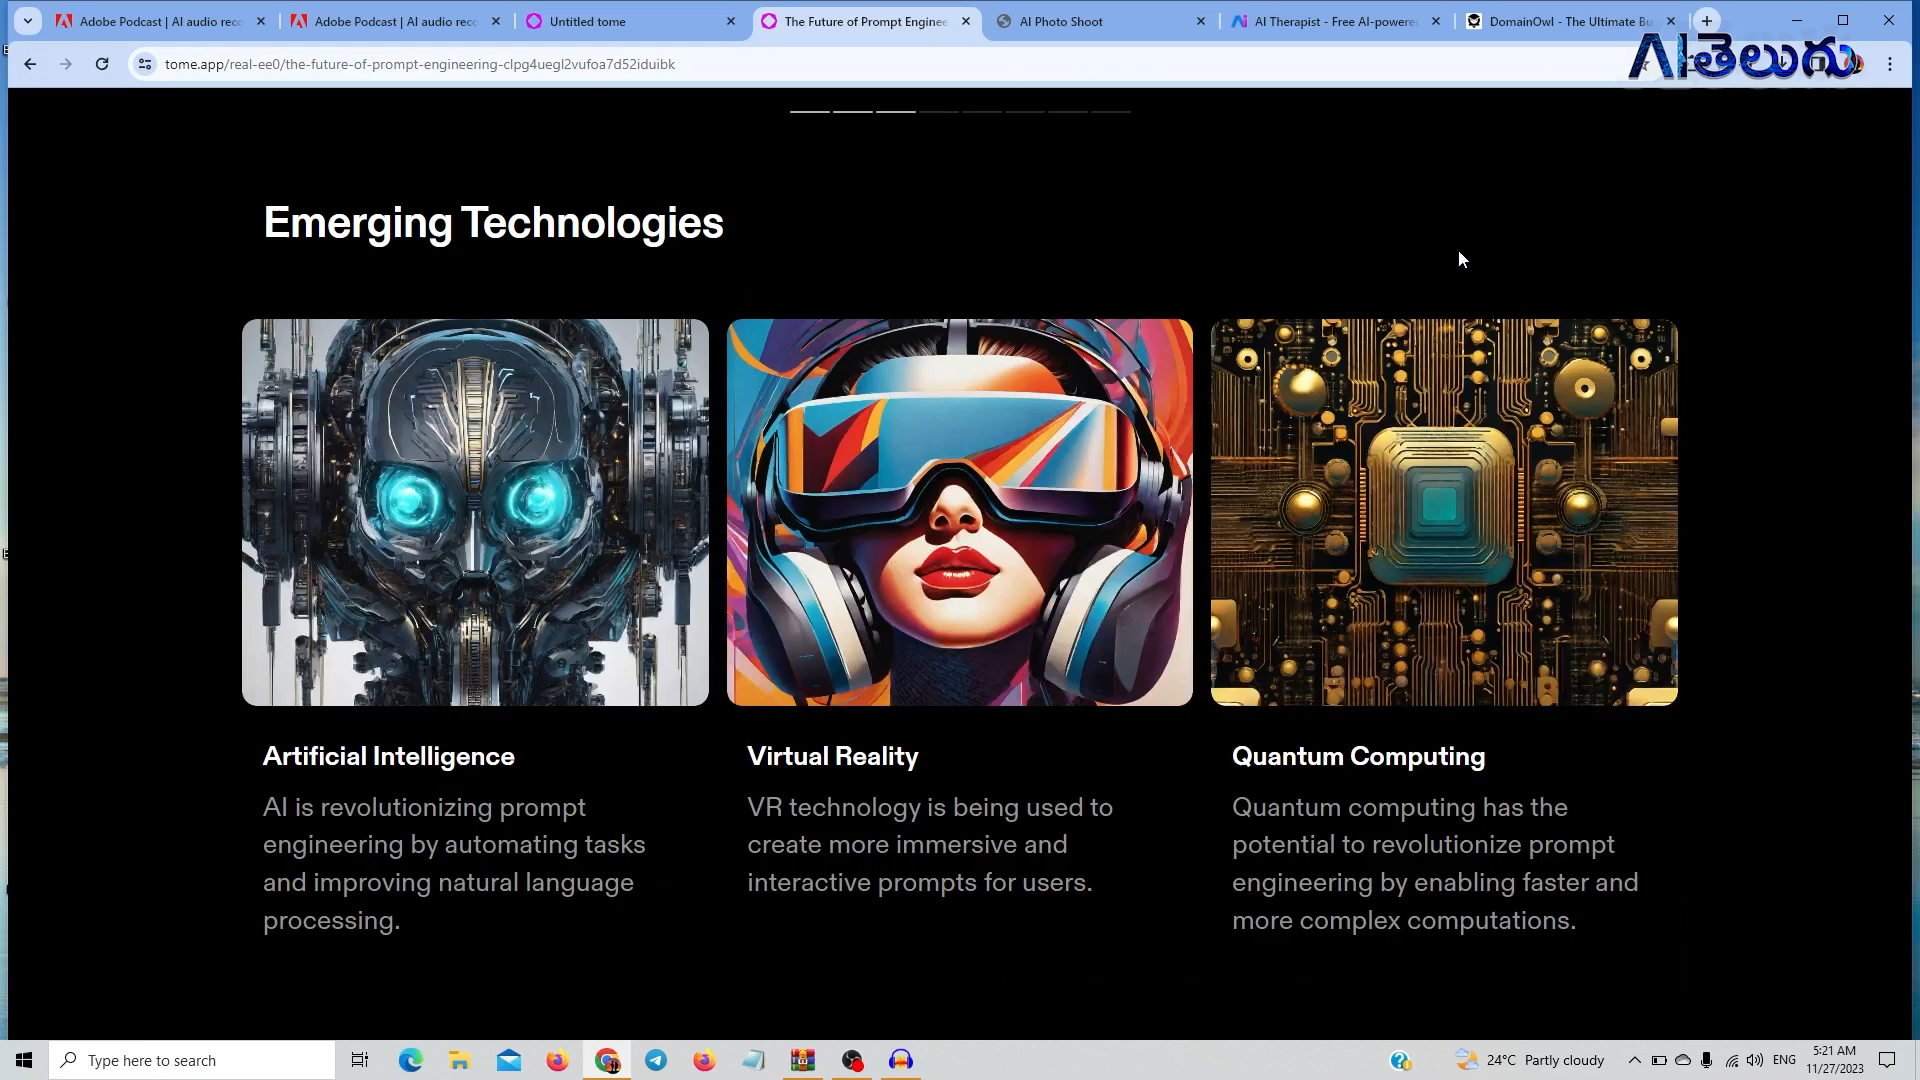 Adobe Podcast | AI audio reco
Adobe Podcast | AI audio reco
Untitled tome
The Future of Prompt Enginee
AI Photo Shoot
AI Therapist - Free AI-powere
DomainOwl - The Ultimate Bu
tome.app/real-ee0/the-future-of-prompt-engineering-clpg4uegl2vufoa7d52iduibk
AIతెలుగు
Emerging Technologies
Artificial Intelligence
AI is revolutionizing prompt
engineering by automating tasks
and improving natural language
processing.
Virtual Reality
VR technology is being used to
create more immersive and
interactive prompts for users.
Quantum Computing
Quantum computing has the
potential to revolutionize prompt
engineering by enabling faster and
more complex computations.
Type here to search
24°C Partly cloudy
ENG
5:21 AM
11/27/2023